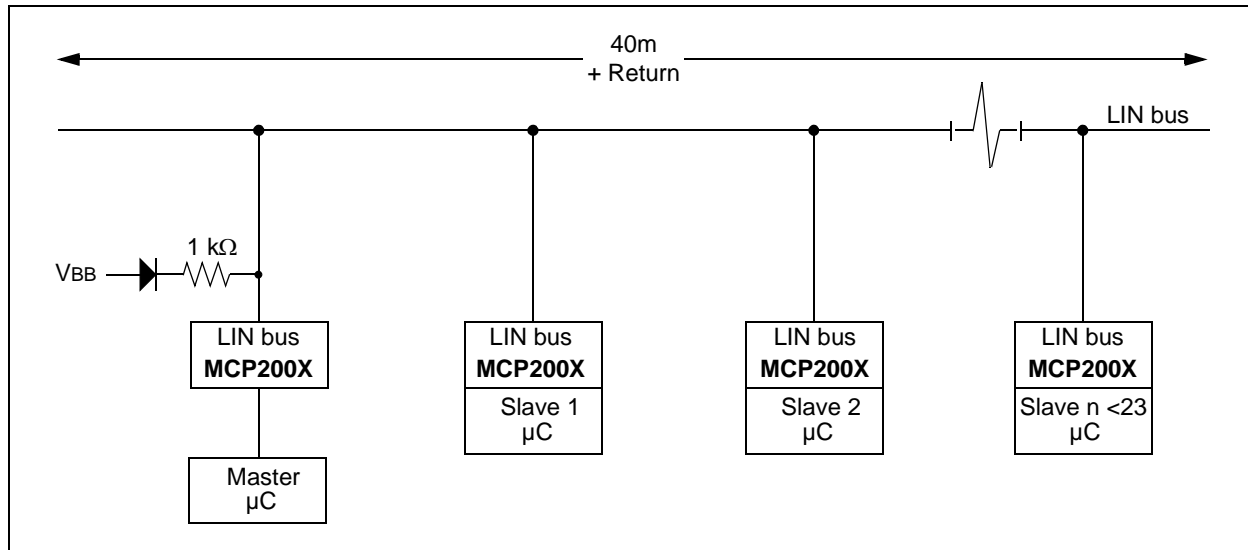 40m
+ Return
LIN bus
1 kΩ
VBB
LIN bus
MCP200X
Master
µC
LIN bus
MCP200X
Slave 1
µC
LIN bus
MCP200X
Slave 2
µC
LIN bus
MCP200X
Slave n <23
µC